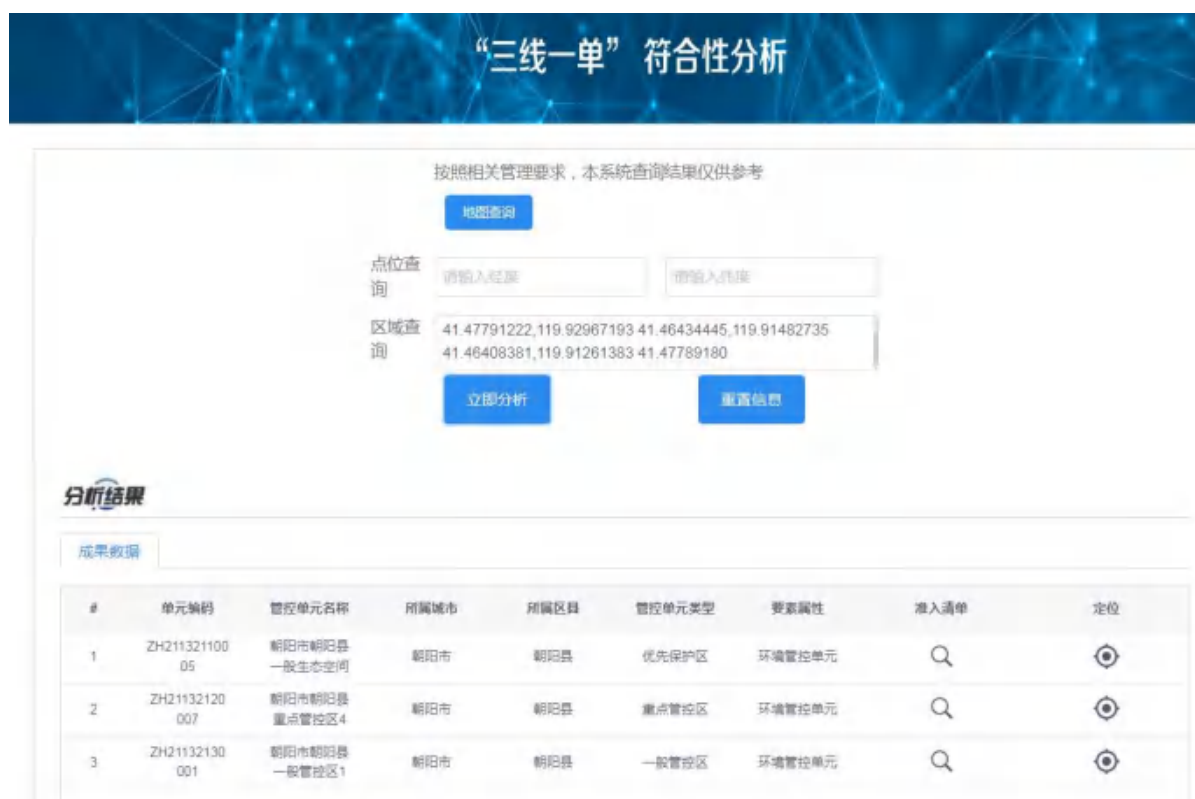 “三线一单” 符合性分析
按照相关管理要求，本系统查询结果仅供参考
地图查询
点位查
询
请输入经度
请输入纬度
区域查
询
41.47791222,119.92967193 41.46434445,119.91482735
41.46408381,119.91261383 41.47789180
立即分析
重置信息
分析结果
成果数据
# 单元编码 管控单元名称 所属城市 所属区县 管控单元类型 要素属性 准入清单 定位
1 ZH211321100
05 朝阳市朝阳县
一般生态空间 朝阳市 朝阳县 优先保护区 环境管控单元
2 ZH21132120
007 朝阳市朝阳县
重点管控区4 朝阳市 朝阳县 重点管控区 环境管控单元
3 ZH21132130
001 朝阳市朝阳县
一般管控区1 朝阳市 朝阳县 一般管控区 环境管控单元